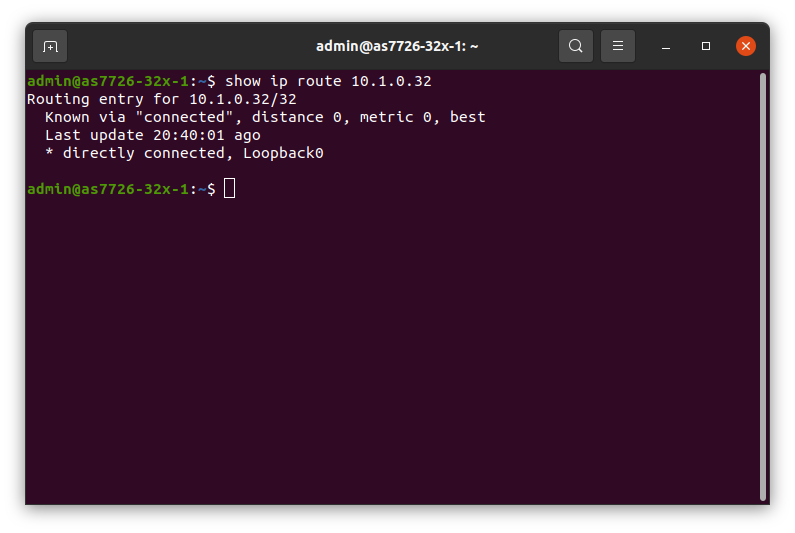 admin@as7726-32x-1: ~
admin@as7726-32x-1:~$ show ip route 10.1.0.32
Routing entry for 10.1.0.32/32
  Known via "connected", distance 0, metric 0, best
  Last update 20:40:01 ago
  * directly connected, Loopback0
admin@as7726-32x-1:~$